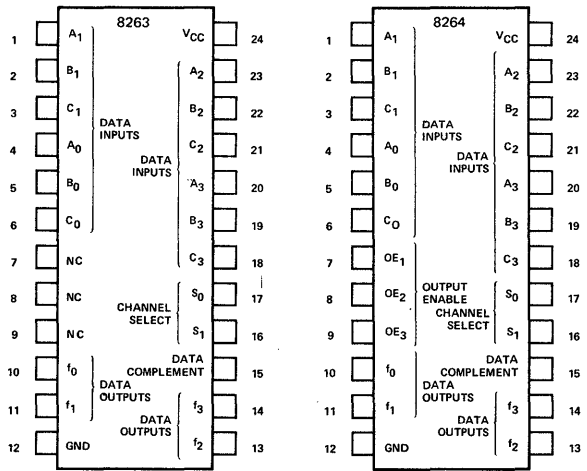 8263
1 A1 VCC 24
2 B1 A2 23
3 C1 B2 22
DATA INPUTS
4 A0 C2 21
DATA INPUTS
5 B0 A3 20
6 C0 B3 19
7 NC C3 18
8 NC S0 17
CHANNEL SELECT
9 NC S1 16
10 f0 DATA COMPLEMENT 15
DATA OUTPUTS
11 f1 f3 14
DATA OUTPUTS
12 GND f2 13
8264
1 A1 VCC 24
2 B1 A2 23
3 C1 B2 22
DATA INPUTS
4 A0 C2 21
DATA INPUTS
5 B0 A3 20
6 C0 B3 19
7 OE1 C3 18
8 OE2 OUTPUT ENABLE S0 17
CHANNEL SELECT
9 OE3 S1 16
10 f0 DATA COMPLEMENT 15
DATA OUTPUTS
11 f1 f3 14
DATA OUTPUTS
12 GND f2 13